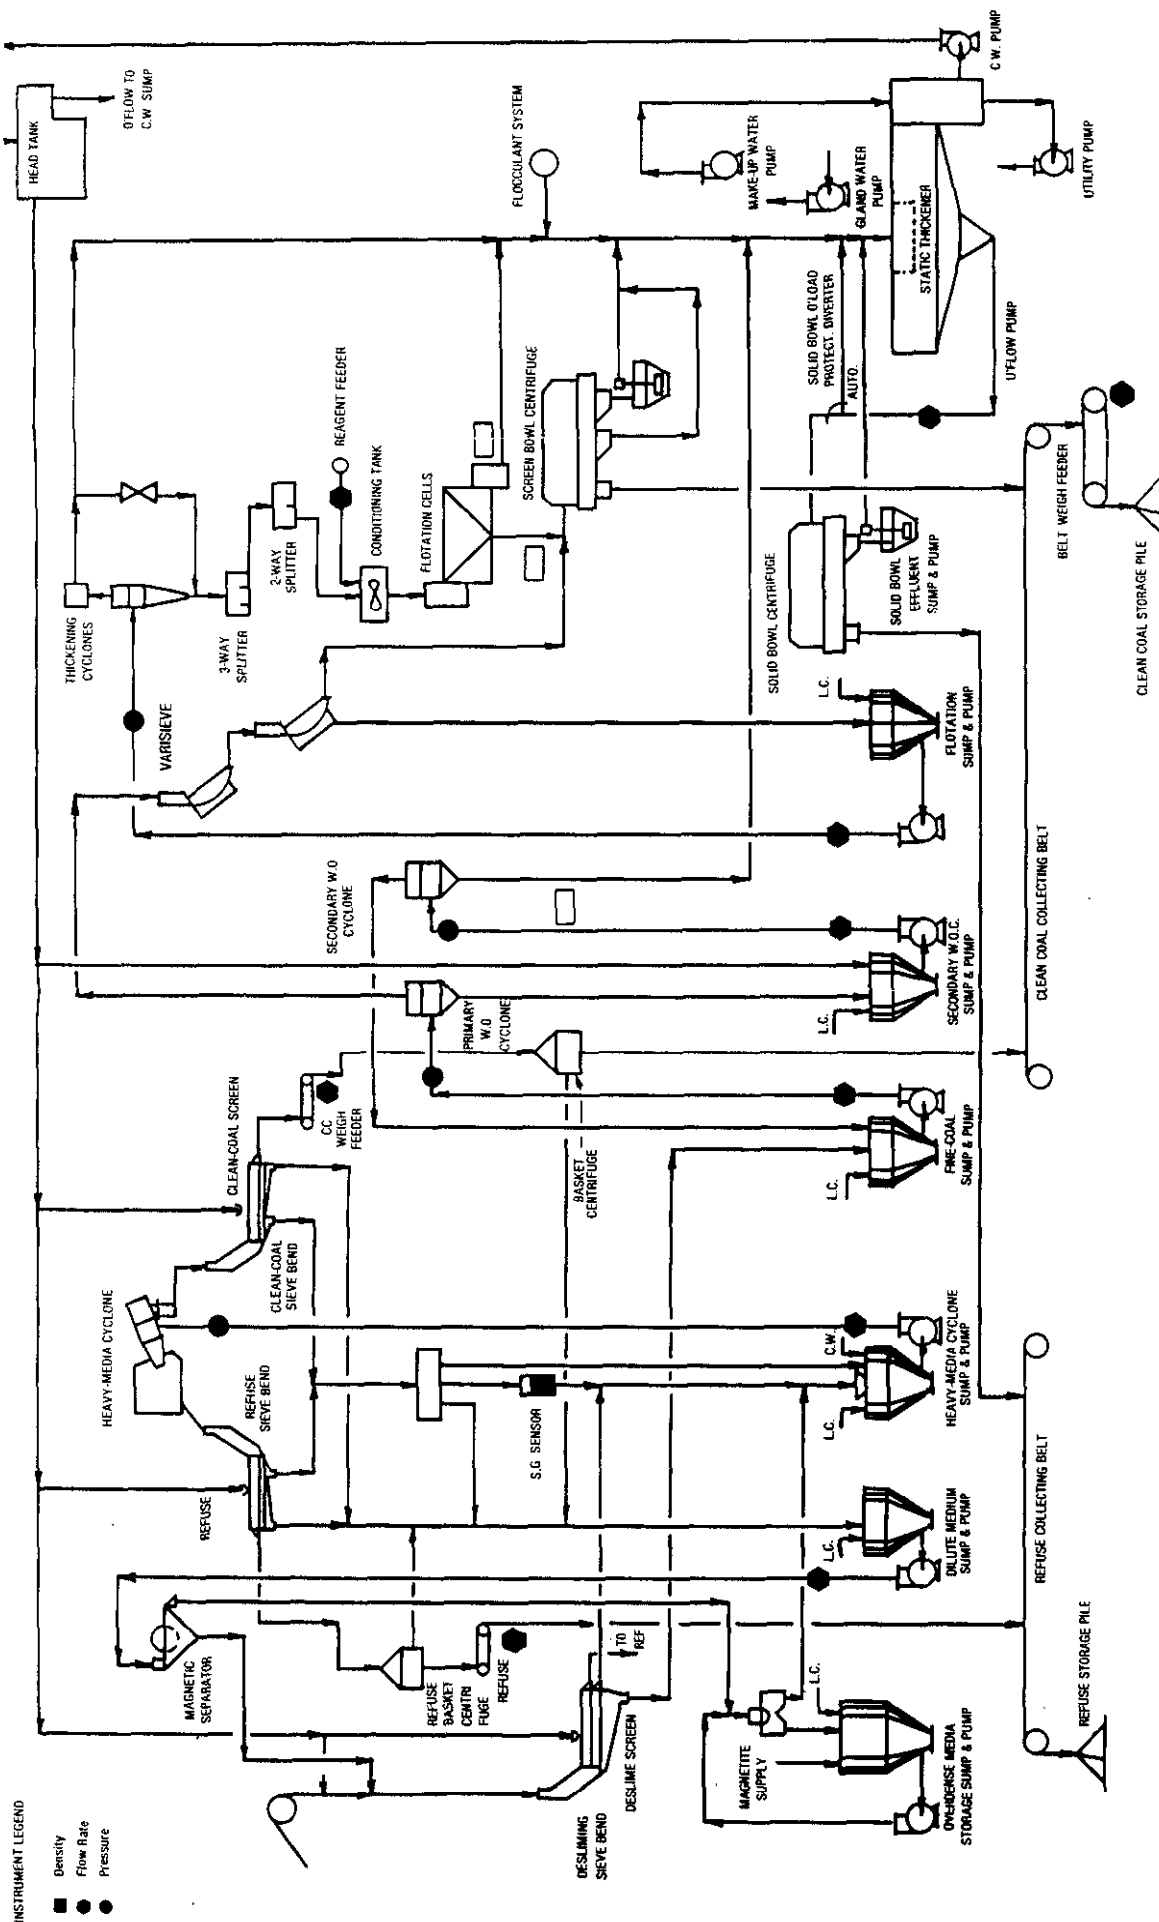 C.W. PUMP
O'FLOW TO
C.W. SUMP
HEAD TANK
FLOCCULANT SYSTEM
MAKE-UP WATER
PUMP
GLAND WATER
PUMP
UTILITY PUMP
STATIC THICKENER
SOLID BOWL O'LOAD
PROTECT. DIVERTER
AUTO.
U'FLOW PUMP
REAGENT FEEDER
SCREEN BOWL CENTRIFUGE
CONDITIONING TANK
FLOTATION CELLS
2-WAY
SPLITTER
3-WAY
SPLITTER
THICKENING
CYCLONES
BELT WEIGH FEEDER
CLEAN COAL STORAGE PILE
SOLID BOWL
EFFLUENT
SUMP & PUMP
SOLID BOWL CENTRIFUGE
VARISIEVE
L.C.
FLOTATION
SUMP & PUMP
SECONDARY W.O
CYCLONE
CLEAN COAL COLLECTING BELT
SECONDARY W.O.C.
SUMP & PUMP
L.C.
PRIMARY
W.O
CYCLONE
CLEAN-COAL SCREEN
CC
WEIGH
FEEDER
BASKET
CENTRIFUGE
FINE-COAL
SUMP & PUMP
L.C.
CLEAN-COAL
SIEVE BEND
HEAVY-MEDIA CYCLONE
REFUSE
SIEVE BEND
S.G SENSOR
C.W.
L.C.
HEAVY-MEDIA CYCLONE
SUMP & PUMP
REFUSE
L.C.
DILUTE MEDIUM
SUMP & PUMP
REFUSE COLLECTING BELT
MAGNETIC
SEPARATOR
REFUSE
BASKET
CENTRI
FUGE
REFUSE
TO
REF
DESLIME SCREEN
DESLIMING
SIEVE BEND
MAGNETITE
SUPPLY
L.C.
OVERDENSE MEDIA
STORAGE SUMP & PUMP
REFUSE STORAGE PILE
INSTRUMENT LEGEND
Density
Flow Rate
Pressure